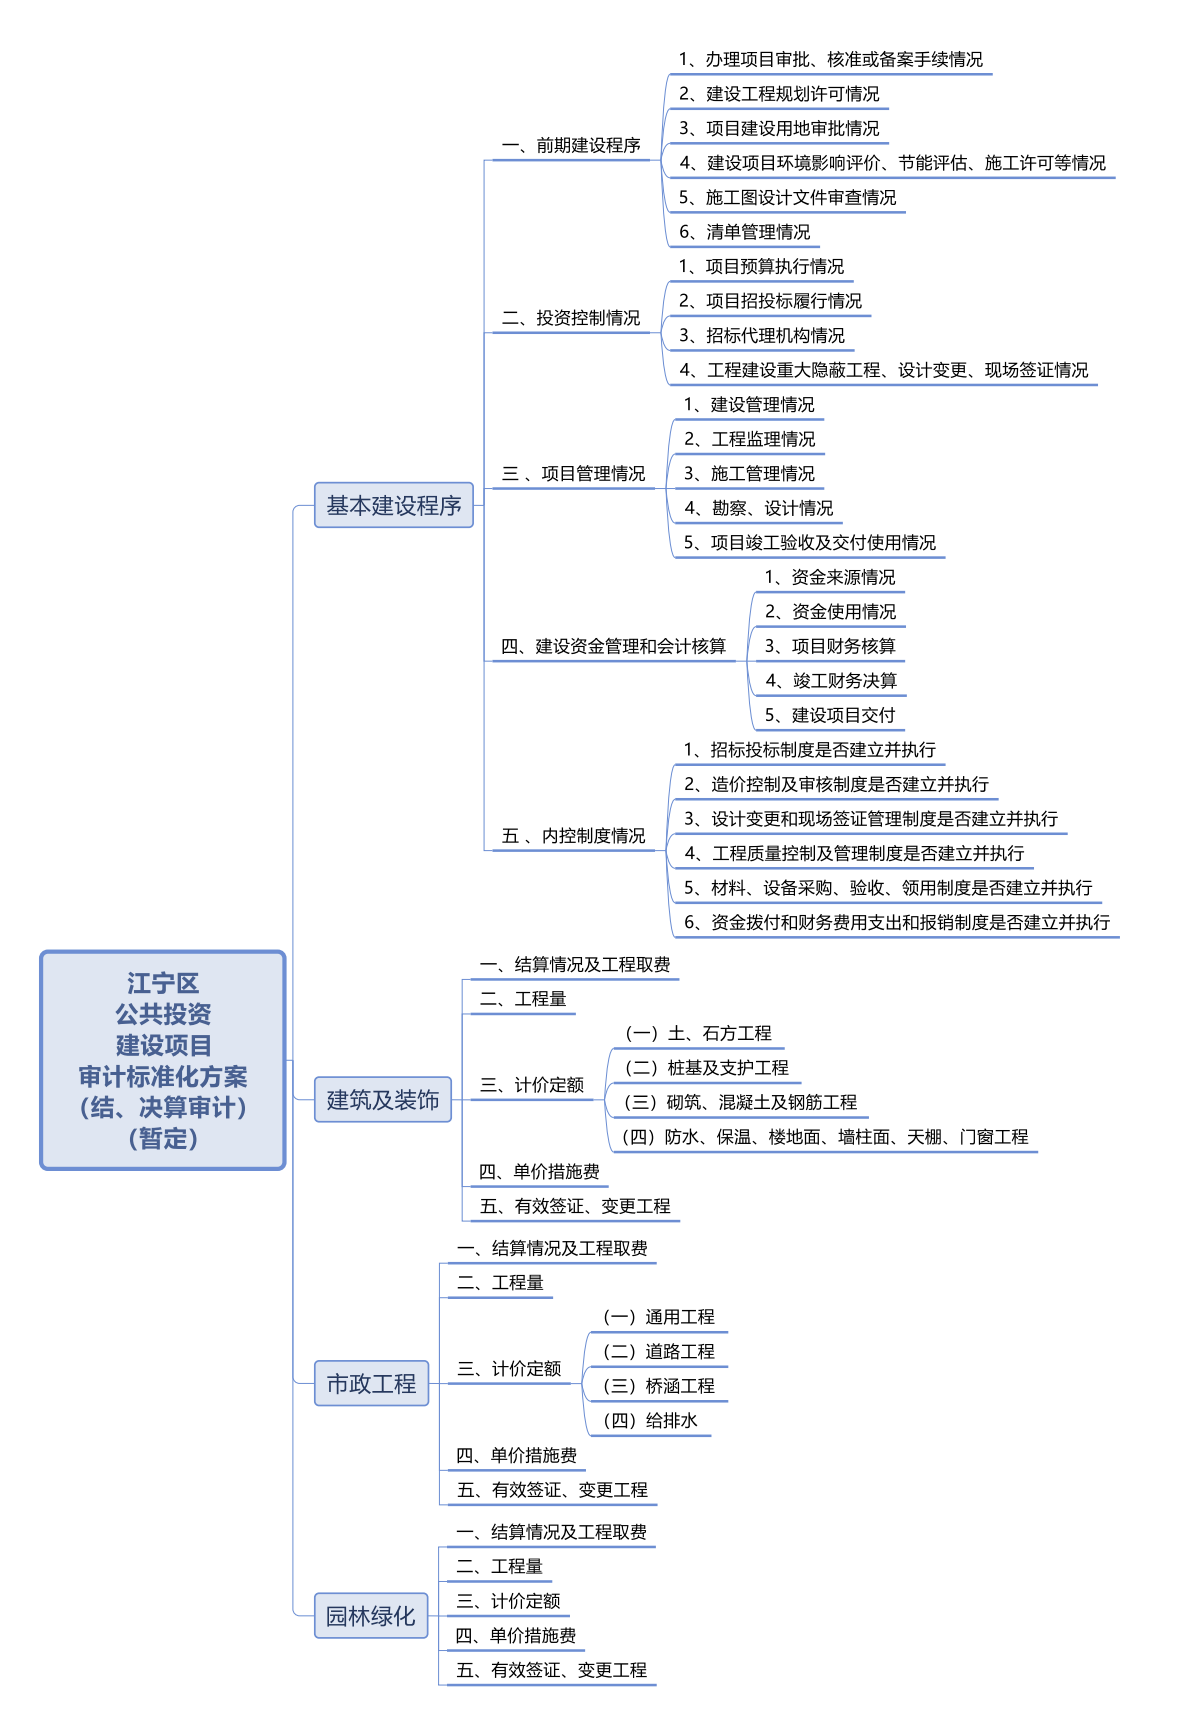 江宁区
公共投资
建设项目
审计标准化方案
（结、决算审计）
（暂定）
基本建设程序
一、前期建设程序
1、办理项目审批、核准或备案手续情况
2、建设工程规划许可情况
3、项目建设用地审批情况
4、建设项目环境影响评价、节能评估、施工许可等情况
5、施工图设计文件审查情况
6、清单管理情况
二、投资控制情况
1、项目预算执行情况
2、项目招投标履行情况
3、招标代理机构情况
4、工程建设重大隐蔽工程、设计变更、现场签证情况
三 、项目管理情况
1、建设管理情况
2、工程监理情况
3、施工管理情况
4、勘察、设计情况
5、项目竣工验收及交付使用情况
四、建设资金管理和会计核算
1、资金来源情况
2、资金使用情况
3、项目财务核算
4、竣工财务决算
5、建设项目交付
五 、内控制度情况
1、招标投标制度是否建立并执行
2、造价控制及审核制度是否建立并执行
3、设计变更和现场签证管理制度是否建立并执行
4、工程质量控制及管理制度是否建立并执行
5、材料、设备采购、验收、领用制度是否建立并执行
6、资金拨付和财务费用支出和报销制度是否建立并执行
建筑及装饰
一、结算情况及工程取费
二、工程量
三、计价定额
（一）土、石方工程
（二）桩基及支护工程
（三）砌筑、混凝土及钢筋工程
（四）防水、保温、楼地面、墙柱面、天棚、门窗工程
四、单价措施费
五、有效签证、变更工程
市政工程
一、结算情况及工程取费
二、工程量
三、计价定额
（一）通用工程
（二）道路工程
（三）桥涵工程
（四）给排水
四、单价措施费
五、有效签证、变更工程
园林绿化
一、结算情况及工程取费
二、工程量
三、计价定额
四、单价措施费
五、有效签证、变更工程